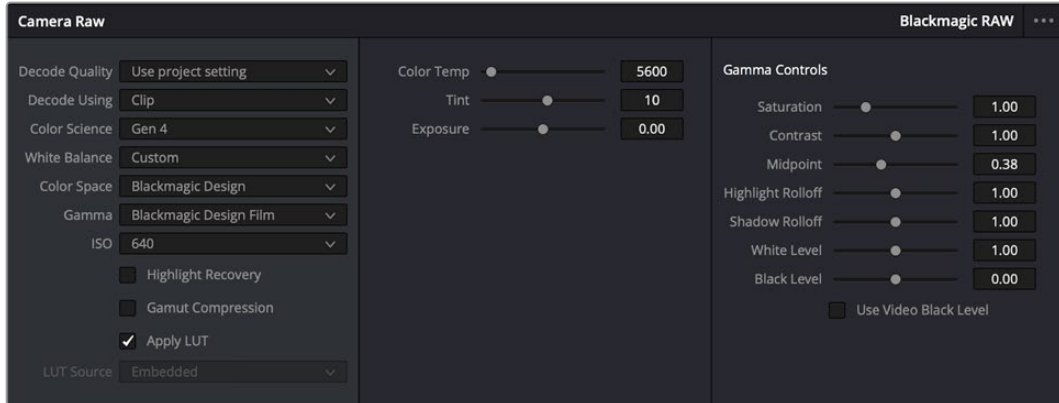 Camera Raw
Blackmagic RAW
Decode Quality Use project setting
Decode Using Clip
Color Science Gen 4
White Balance Custom
Color Space Blackmagic Design
Gamma Blackmagic Design Film
ISO 640
Highlight Recovery
Gamut Compression
Apply LUT
LUT Source Embedded
Color Temp 5600
Tint 10
Exposure 0.00
Gamma Controls
Saturation 1.00
Contrast 1.00
Midpoint 0.38
Highlight Rolloff 1.00
Shadow Rolloff 1.00
White Level 1.00
Black Level 0.00
Use Video Black Level